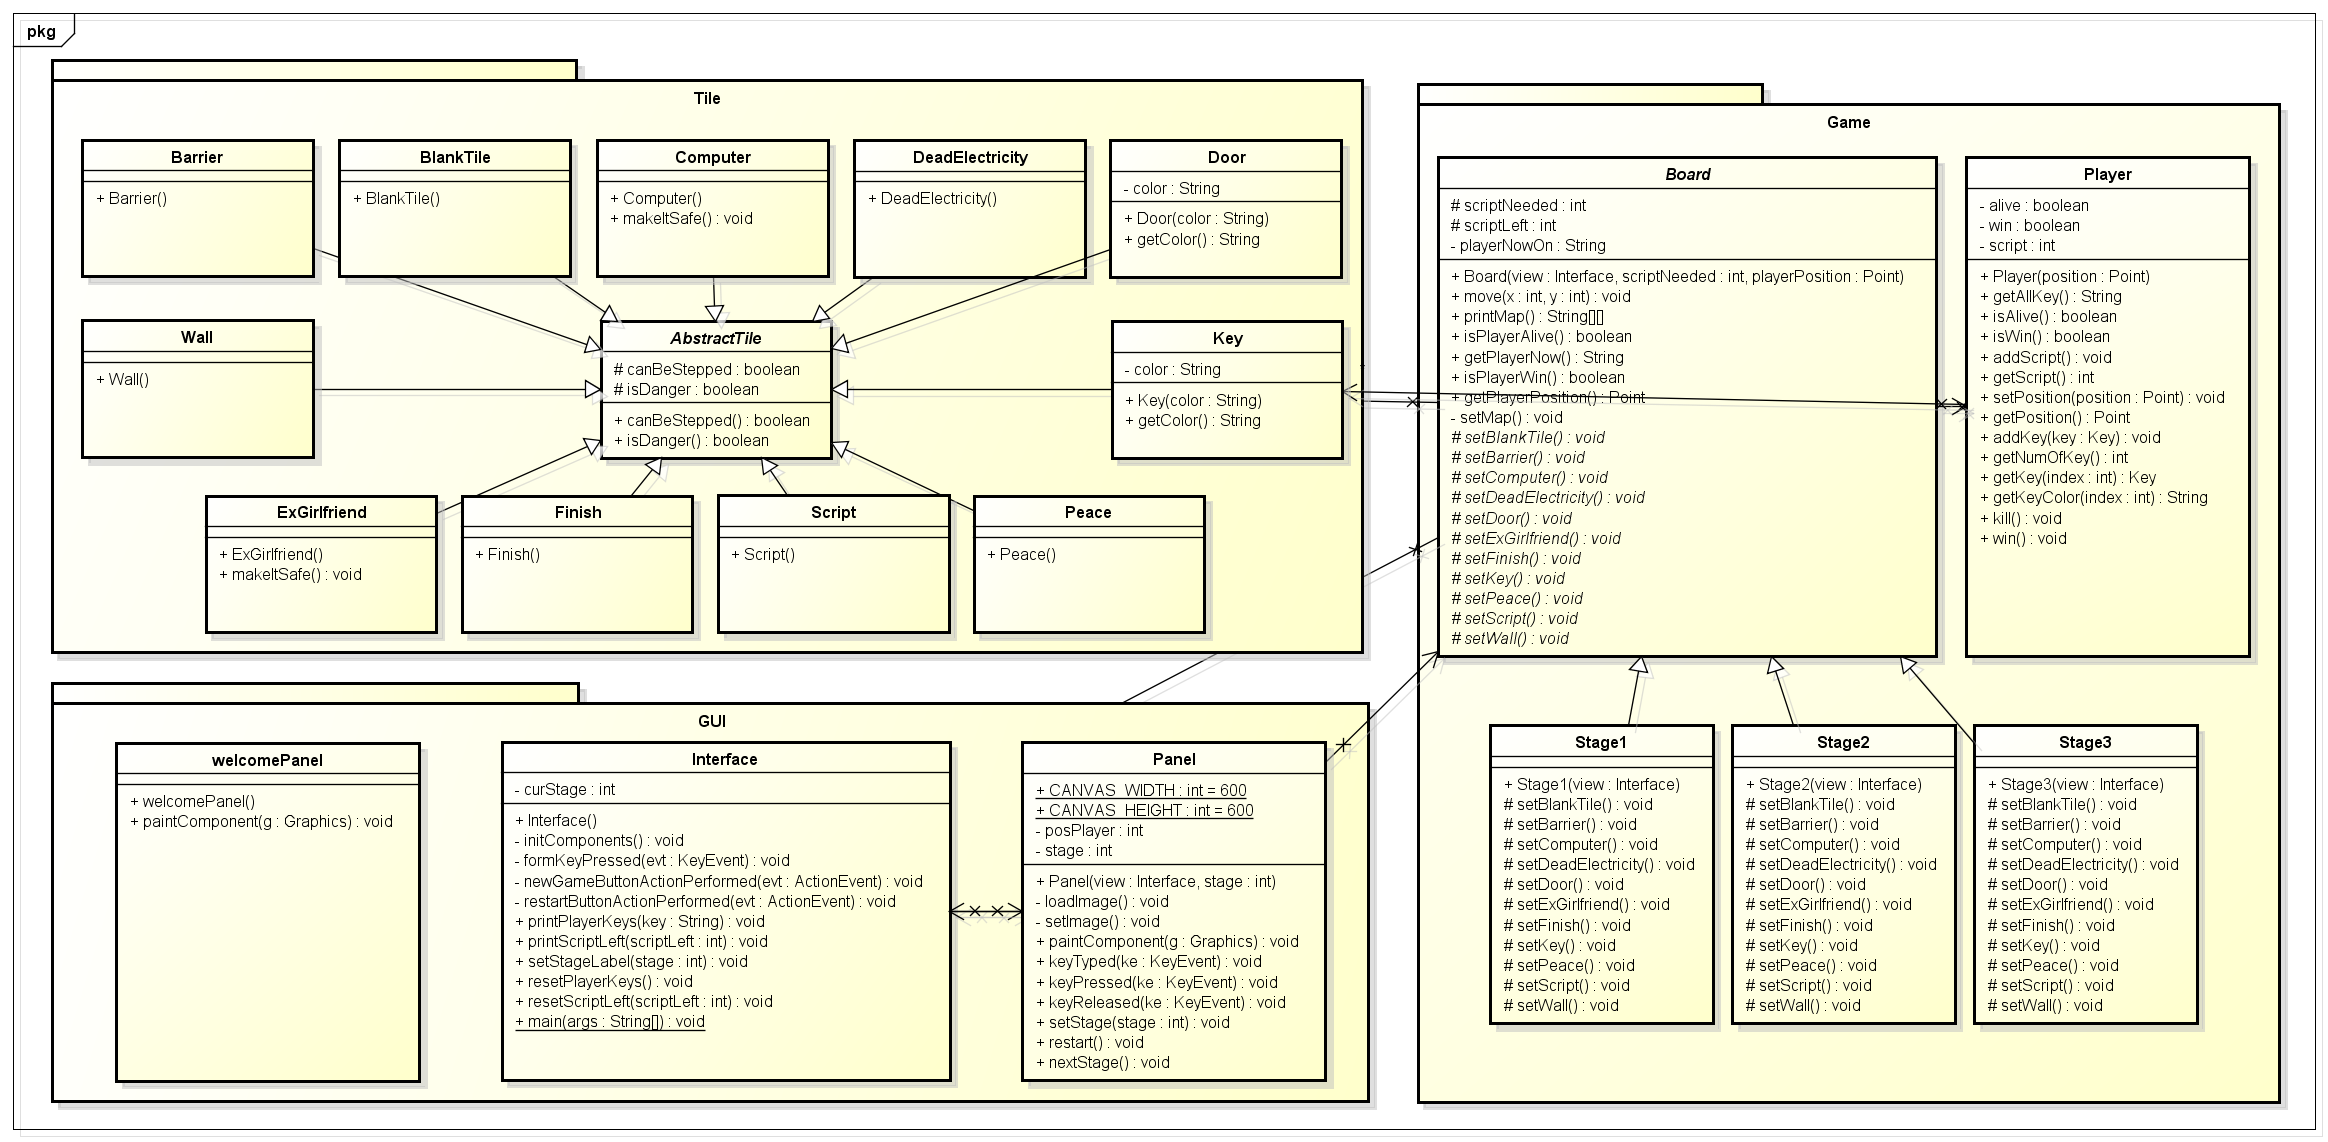 pkg
Tile
Barrier
+ Barrier()
BlankTile
+ BlankTile()
Computer
+ Computer()
+ makeItSafe() : void
DeadElectricity
+ DeadElectricity()
Door
- color : String
+ Door(color : String)
+ getColor() : String
Wall
+ Wall()
AbstractTile
# canBeStepped : boolean
# isDanger : boolean
+ canBeStepped() : boolean
+ isDanger() : boolean
Key
- color : String
+ Key(color : String)
+ getColor() : String
ExGirlfriend
+ ExGirlfriend()
+ makeItSafe() : void
Finish
+ Finish()
Script
+ Script()
Peace
+ Peace()
Game
Board
# scriptNeeded : int
# scriptLeft : int
- playerNowOn : String
+ Board(view : Interface, scriptNeeded : int, playerPosition : Point)
+ move(x : int, y : int) : void
+ printMap() : String[][]
+ isPlayerAlive() : boolean
+ getPlayerNow() : String
+ isPlayerWin() : boolean
+ getPlayerPosition() : Point
- setMap() : void
# setBlankTile() : void
# setBarrier() : void
# setComputer() : void
# setDeadElectricity() : void
# setDoor() : void
# setExGirlfriend() : void
# setFinish() : void
# setKey() : void
# setPeace() : void
# setScript() : void
# setWall() : void
Player
- alive : boolean
- win : boolean
- script : int
+ Player(position : Point)
+ getAllKey() : String
+ isAlive() : boolean
+ isWin() : boolean
+ addScript() : void
+ getScript() : int
+ setPosition(position : Point) : void
+ getPosition() : Point
+ addKey(key : Key) : void
+ getNumOfKey() : int
+ getKey(index : int) : Key
+ getKeyColor(index : int) : String
+ kill() : void
+ win() : void
Stage1
+ Stage1(view : Interface)
# setBlankTile() : void
# setBarrier() : void
# setComputer() : void
# setDeadElectricity() : void
# setDoor() : void
# setExGirlfriend() : void
# setFinish() : void
# setKey() : void
# setPeace() : void
# setScript() : void
# setWall() : void
Stage2
+ Stage2(view : Interface)
# setBlankTile() : void
# setBarrier() : void
# setComputer() : void
# setDeadElectricity() : void
# setDoor() : void
# setExGirlfriend() : void
# setFinish() : void
# setKey() : void
# setPeace() : void
# setScript() : void
# setWall() : void
Stage3
+ Stage3(view : Interface)
# setBlankTile() : void
# setBarrier() : void
# setComputer() : void
# setDeadElectricity() : void
# setDoor() : void
# setExGirlfriend() : void
# setFinish() : void
# setKey() : void
# setPeace() : void
# setScript() : void
# setWall() : void
GUI
welcomePanel
+ welcomePanel()
+ paintComponent(g : Graphics) : void
Interface
- curStage : int
+ Interface()
- initComponents() : void
- formKeyPressed(evt : KeyEvent) : void
- newGameButtonActionPerformed(evt : ActionEvent) : void
- restartButtonActionPerformed(evt : ActionEvent) : void
+ printPlayerKeys(key : String) : void
+ printScriptLeft(scriptLeft : int) : void
+ setStageLabel(stage : int) : void
+ resetPlayerKeys() : void
+ resetScriptLeft(scriptLeft : int) : void
+ main(args : String[]) : void
Panel
+ CANVAS_WIDTH : int = 600
+ CANVAS_HEIGHT : int = 600
- posPlayer : int
- stage : int
+ Panel(view : Interface, stage : int)
- loadImage() : void
- setImage() : void
+ paintComponent(g : Graphics) : void
+ keyTyped(ke : KeyEvent) : void
+ keyPressed(ke : KeyEvent) : void
+ keyReleased(ke : KeyEvent) : void
+ setStage(stage : int) : void
+ restart() : void
+ nextStage() : void